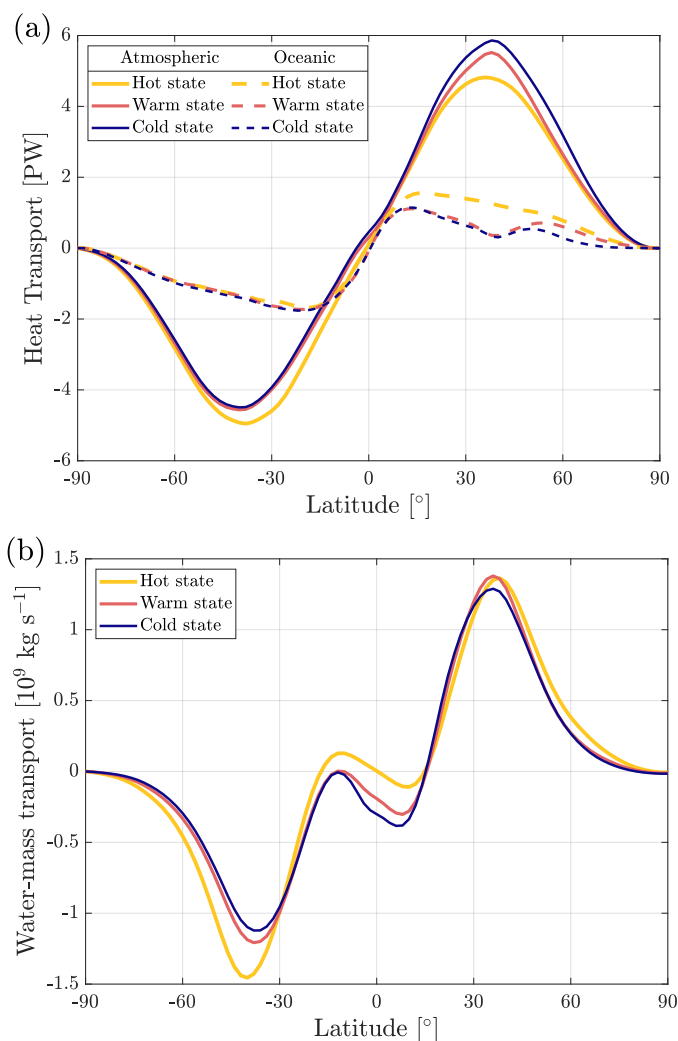 (a)
Heat Transport [PW]
6
4
2
0
-2
-4
-6
Atmospheric Oceanic
Hot state Hot state
Warm state Warm state
Cold state Cold state
-90 -60 -30 0 30 60 90
Latitude [°]
(b)
Water-mass transport [10⁹ kg s⁻¹]
1.5
1
0.5
0
-0.5
-1
-1.5
Hot state
Warm state
Cold state
-90 -60 -30 0 30 60 90
Latitude [°]